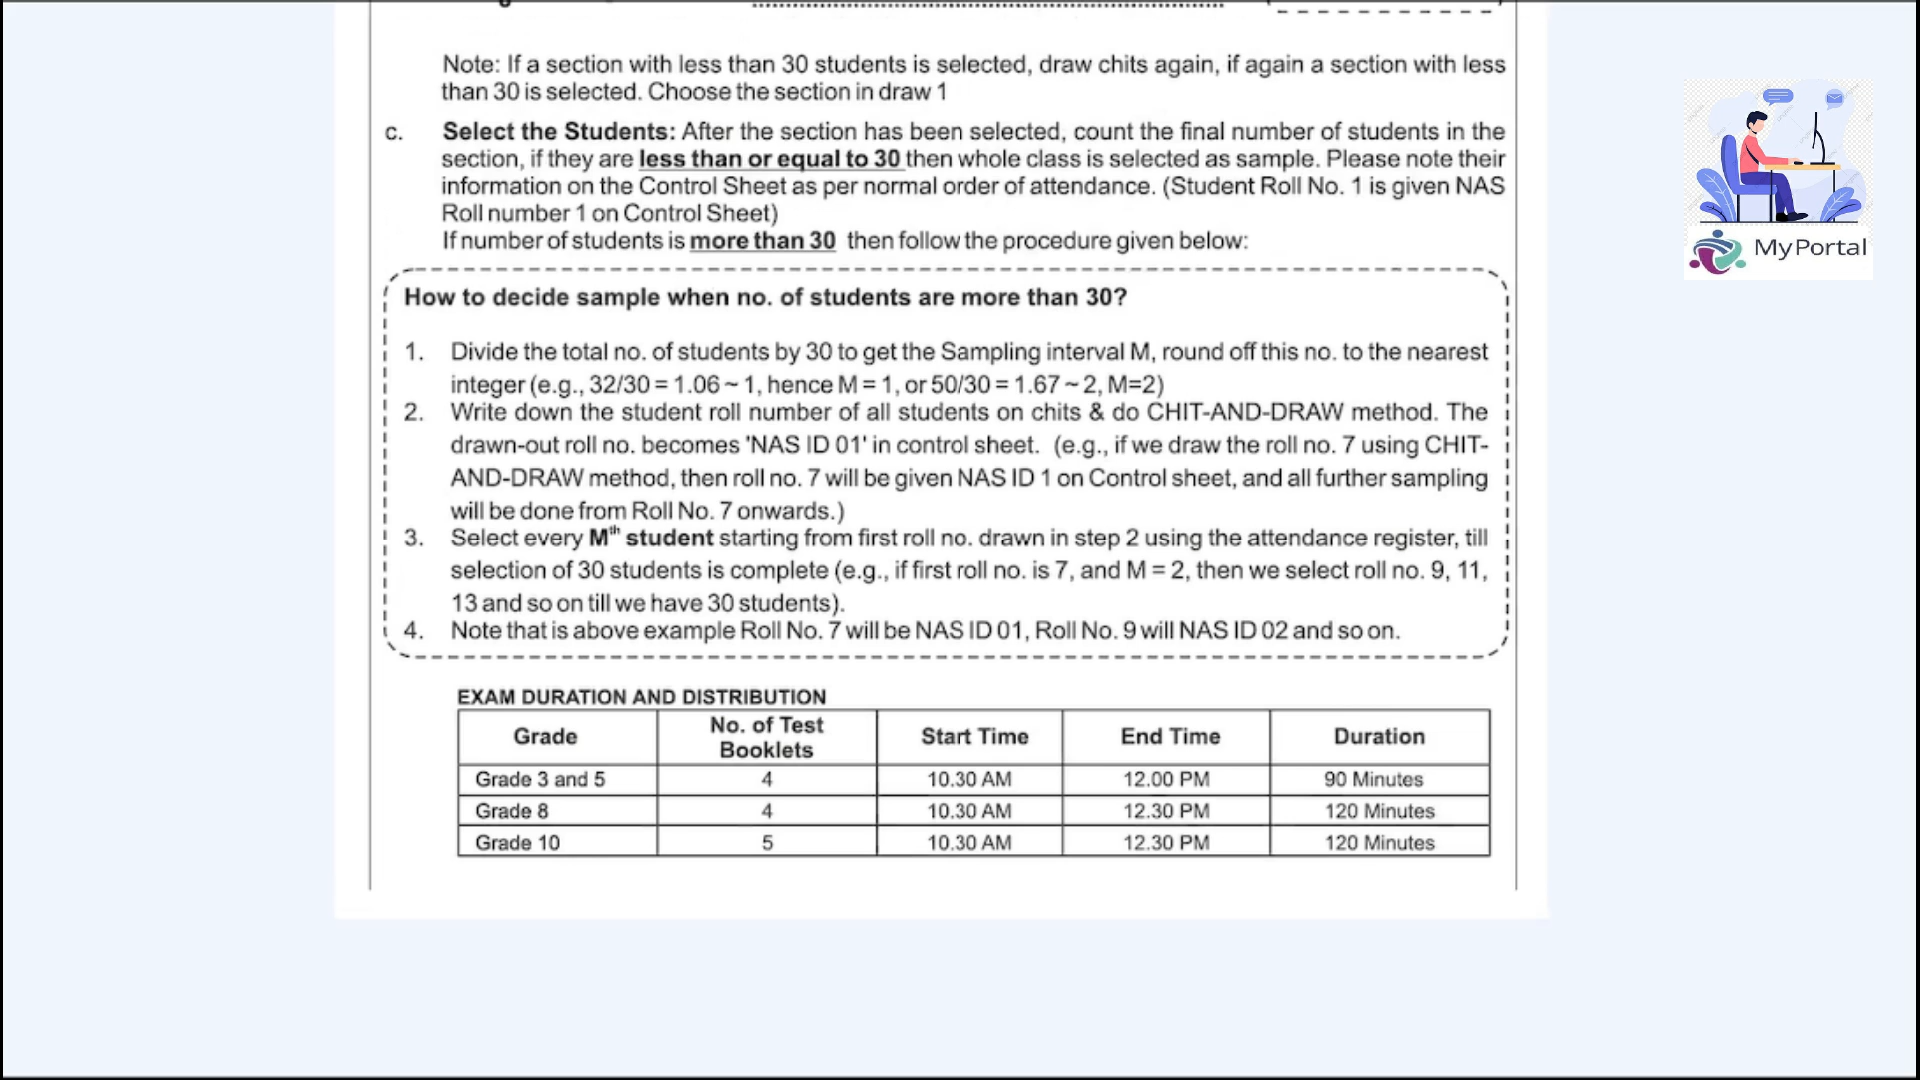 Note: If a section with less than 30 students is selected, draw chits again, if again a section with less
than 30 is selected. Choose the section in draw 1
c. Select the Students: After the section has been selected, count the final number of students in the
section, if they are less than or equal to 30 then whole class is selected as sample. Please note their
information on the Control Sheet as per normal order of attendance. (Student Roll No. 1 is given NAS
Roll number 1 on Control Sheet)
If number of students is more than 30 then follow the procedure given below:
How to decide sample when no. of students are more than 30?
1. Divide the total no. of students by 30 to get the Sampling interval M, round off this no. to the nearest
integer (e.g., 32/30 = 1.06 ~ 1, hence M = 1, or 50/30 = 1.67 ~ 2, M=2)
2. Write down the student roll number of all students on chits & do CHIT-AND-DRAW method. The
drawn-out roll no. becomes 'NAS ID 01' in control sheet. (e.g., if we draw the roll no. 7 using CHIT-
AND-DRAW method, then roll no. 7 will be given NAS ID 1 on Control sheet, and all further sampling
will be done from Roll No. 7 onwards.)
3. Select every Mth student starting from first roll no. drawn in step 2 using the attendance register, till
selection of 30 students is complete (e.g., if first roll no. is 7, and M = 2, then we select roll no. 9, 11,
13 and so on till we have 30 students).
4. Note that is above example Roll No. 7 will be NAS ID 01, Roll No. 9 will NAS ID 02 and so on.
EXAM DURATION AND DISTRIBUTION
Grade No. of Test Booklets Start Time End Time Duration
Grade 3 and 5 4 10.30 AM 12.00 PM 90 Minutes
Grade 8 4 10.30 AM 12.30 PM 120 Minutes
Grade 10 5 10.30 AM 12.30 PM 120 Minutes
MyPortal